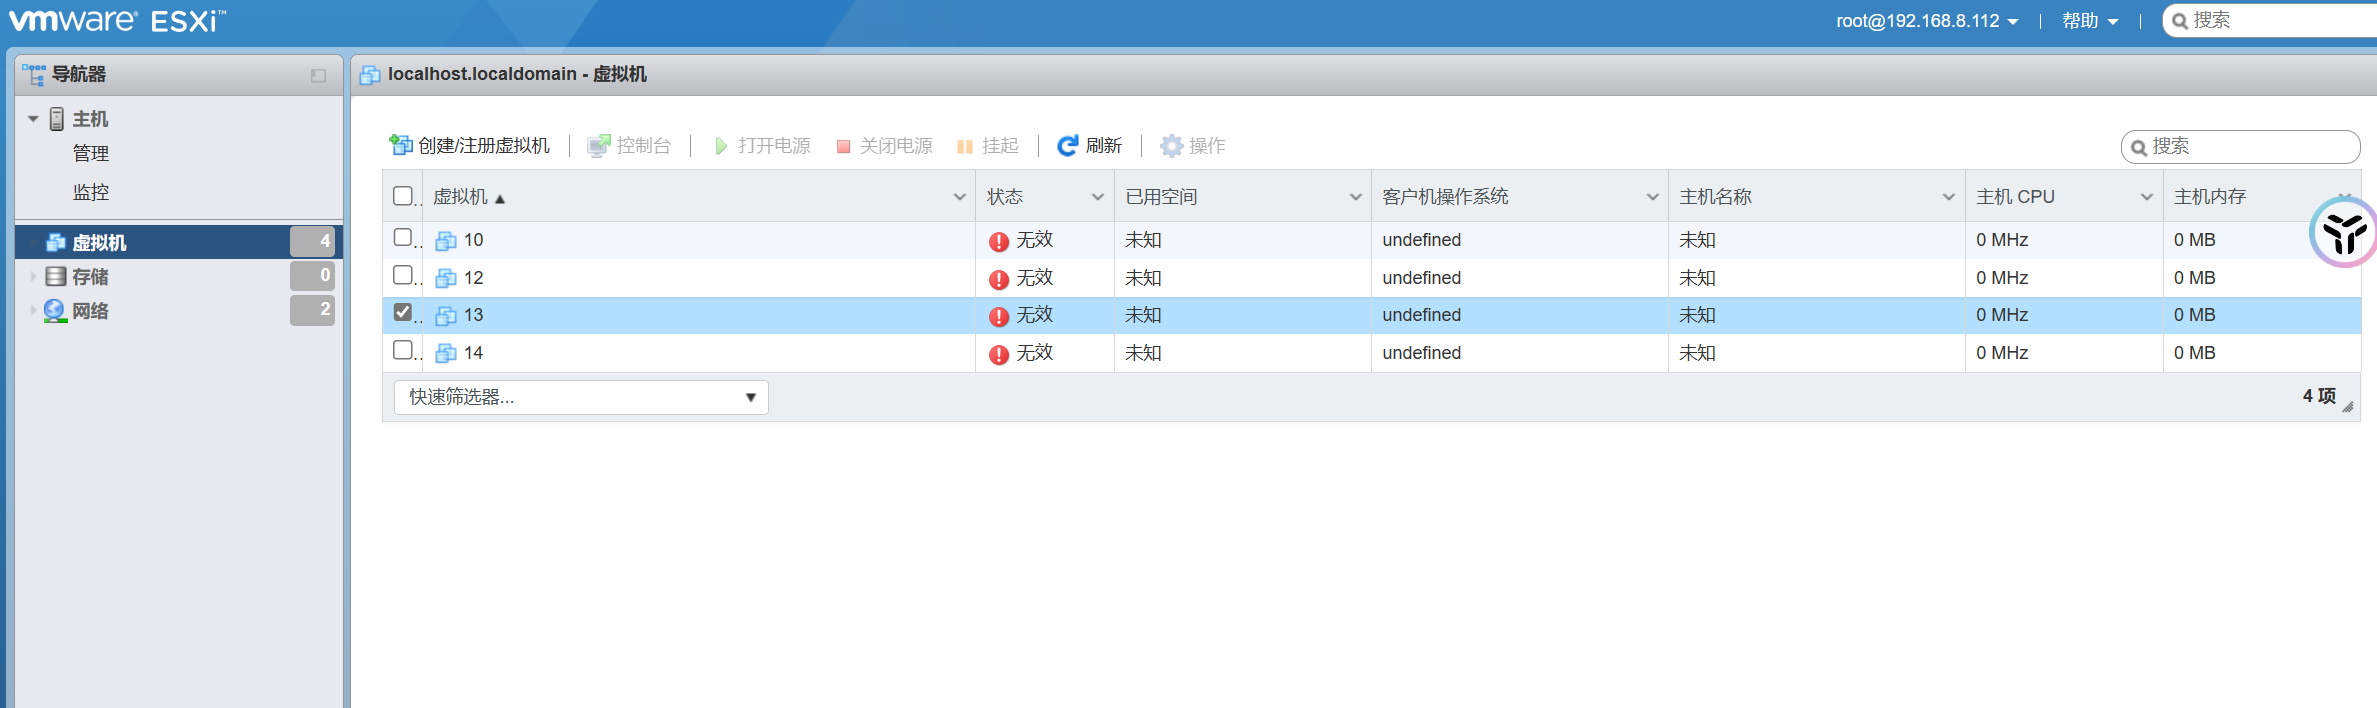 vmware® ESXi™
root@192.168.8.112 | 帮助 | 搜索
导航器
主机
管理
监控
虚拟机 4
存储 0
网络 2
localhost.localdomain - 虚拟机
创建/注册虚拟机 | 控制台 | 打开电源 关闭电源 挂起 | 刷新 | 操作 搜索
虚拟机 ▲ 状态 已用空间 客户机操作系统 主机名称 主机 CPU 主机内存
10 无效 未知 undefined 未知 0 MHz 0 MB
12 无效 未知 undefined 未知 0 MHz 0 MB
13 无效 未知 undefined 未知 0 MHz 0 MB
14 无效 未知 undefined 未知 0 MHz 0 MB
快速筛选器... 4 项